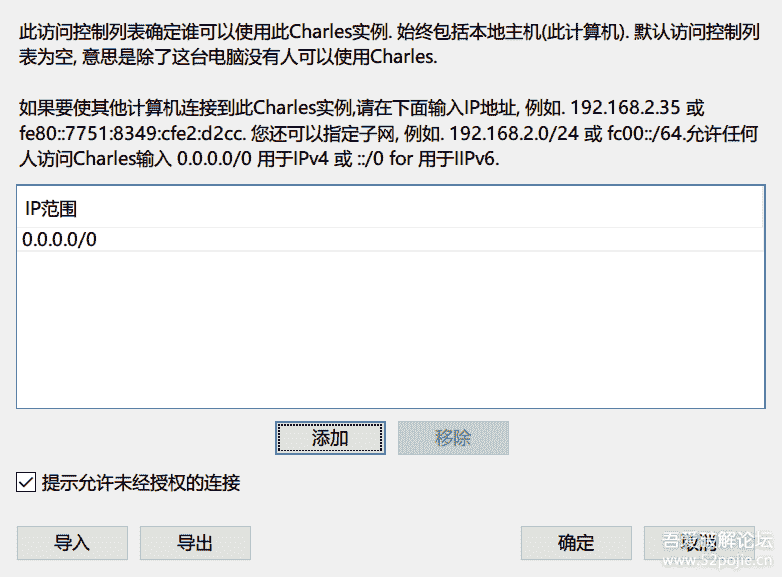 此访问控制列表确定谁可以使用此Charles实例. 始终包括本地主机(此计算机). 默认访问控制列
表为空, 意思是除了这台电脑没有人可以使用Charles.
如果要使其他计算机连接到此Charles实例,请在下面输入IP地址, 例如. 192.168.2.35 或
fe80::7751:8349:cfe2:d2cc. 您还可以指定子网, 例如. 192.168.2.0/24 或 fc00::/64.允许任何
人访问Charles输入 0.0.0.0/0 用于IPv4 或 ::/0 for 用于IIPv6.
IP范围
0.0.0.0/0
添加 移除
提示允许未经授权的连接
导入 导出 确定 取消
吾爱破解论坛
www.52pojie.cn